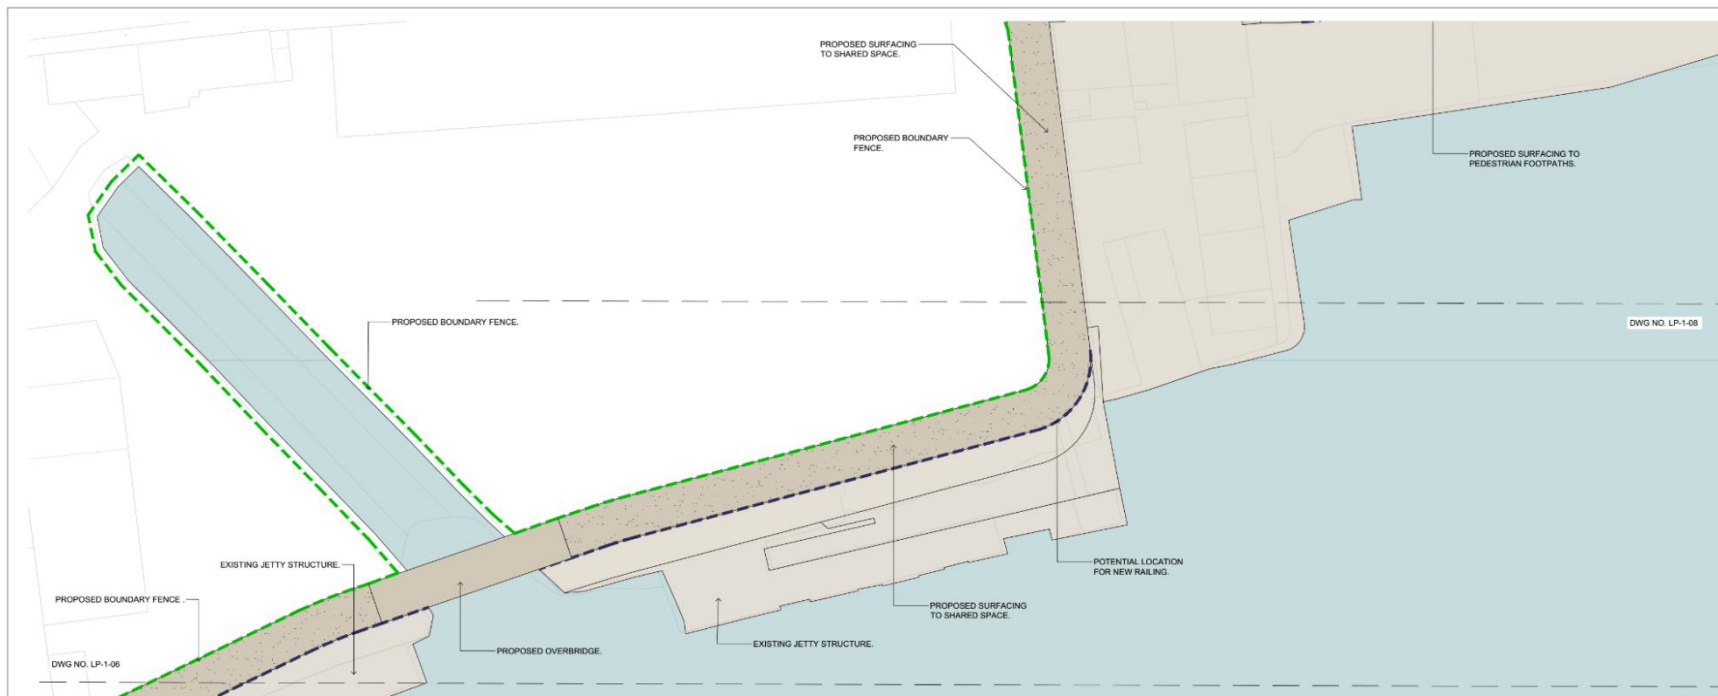 PROPOSED SURFACING
TO SHARED SPACE.
PROPOSED BOUNDARY
FENCE.
PROPOSED SURFACING TO
PEDESTRIAN FOOTPATHS.
PROPOSED BOUNDARY FENCE.
DWG NO. LP-1-08
EXISTING JETTY STRUCTURE.
POTENTIAL LOCATION
FOR NEW RAILING.
PROPOSED BOUNDARY FENCE .
PROPOSED SURFACING
TO SHARED SPACE.
EXISTING JETTY STRUCTURE.
PROPOSED OVERBRIDGE.
DWG NO. LP-1-06